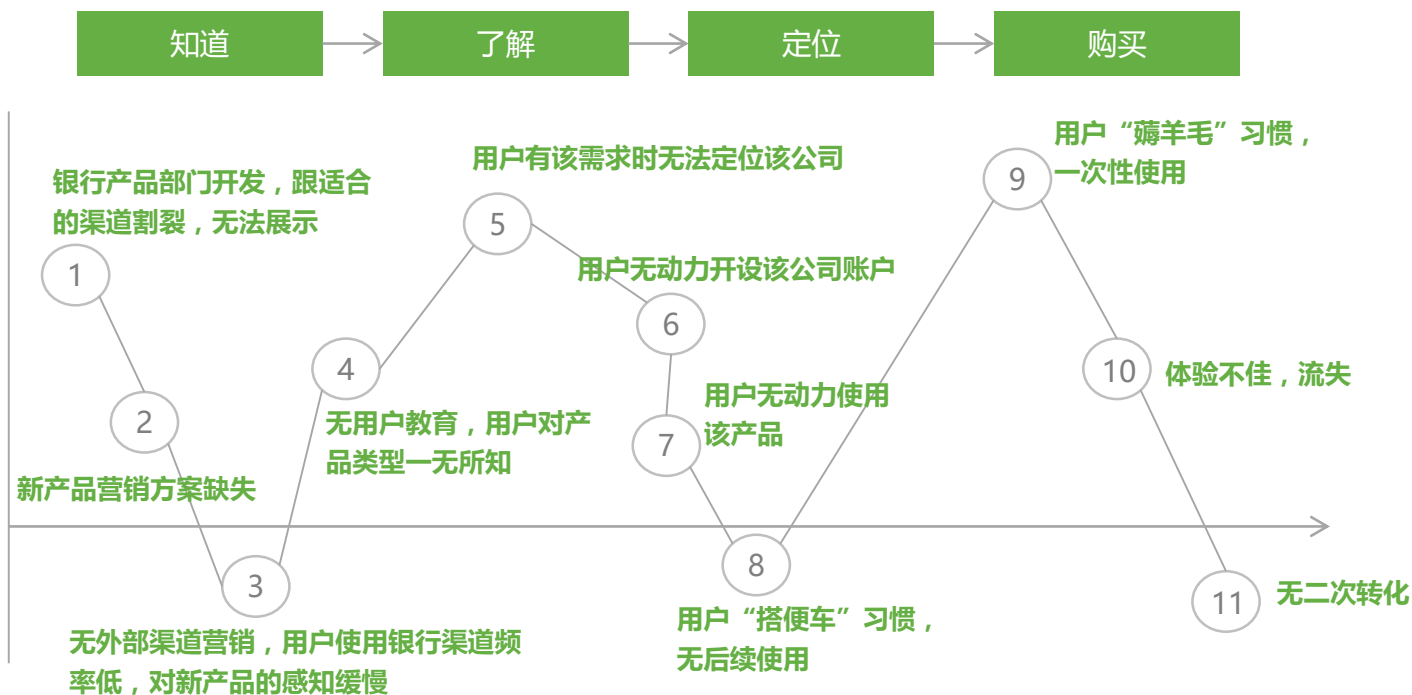 知道
了解
定位
购买
银行产品部门开发，跟适合
的渠道割裂，无法展示
1
2
新产品营销方案缺失
3
无外部渠道营销，用户使用银行渠道频
率低，对新产品的感知缓慢
4
无用户教育，用户对产
品类型一无所知
用户有该需求时无法定位该公司
5
用户无动力开设该公司账户
6
7
用户无动力使用
该产品
8
用户“搭便车”习惯，
无后续使用
9
用户“薅羊毛”习惯，
一次性使用
10
体验不佳，流失
11
无二次转化